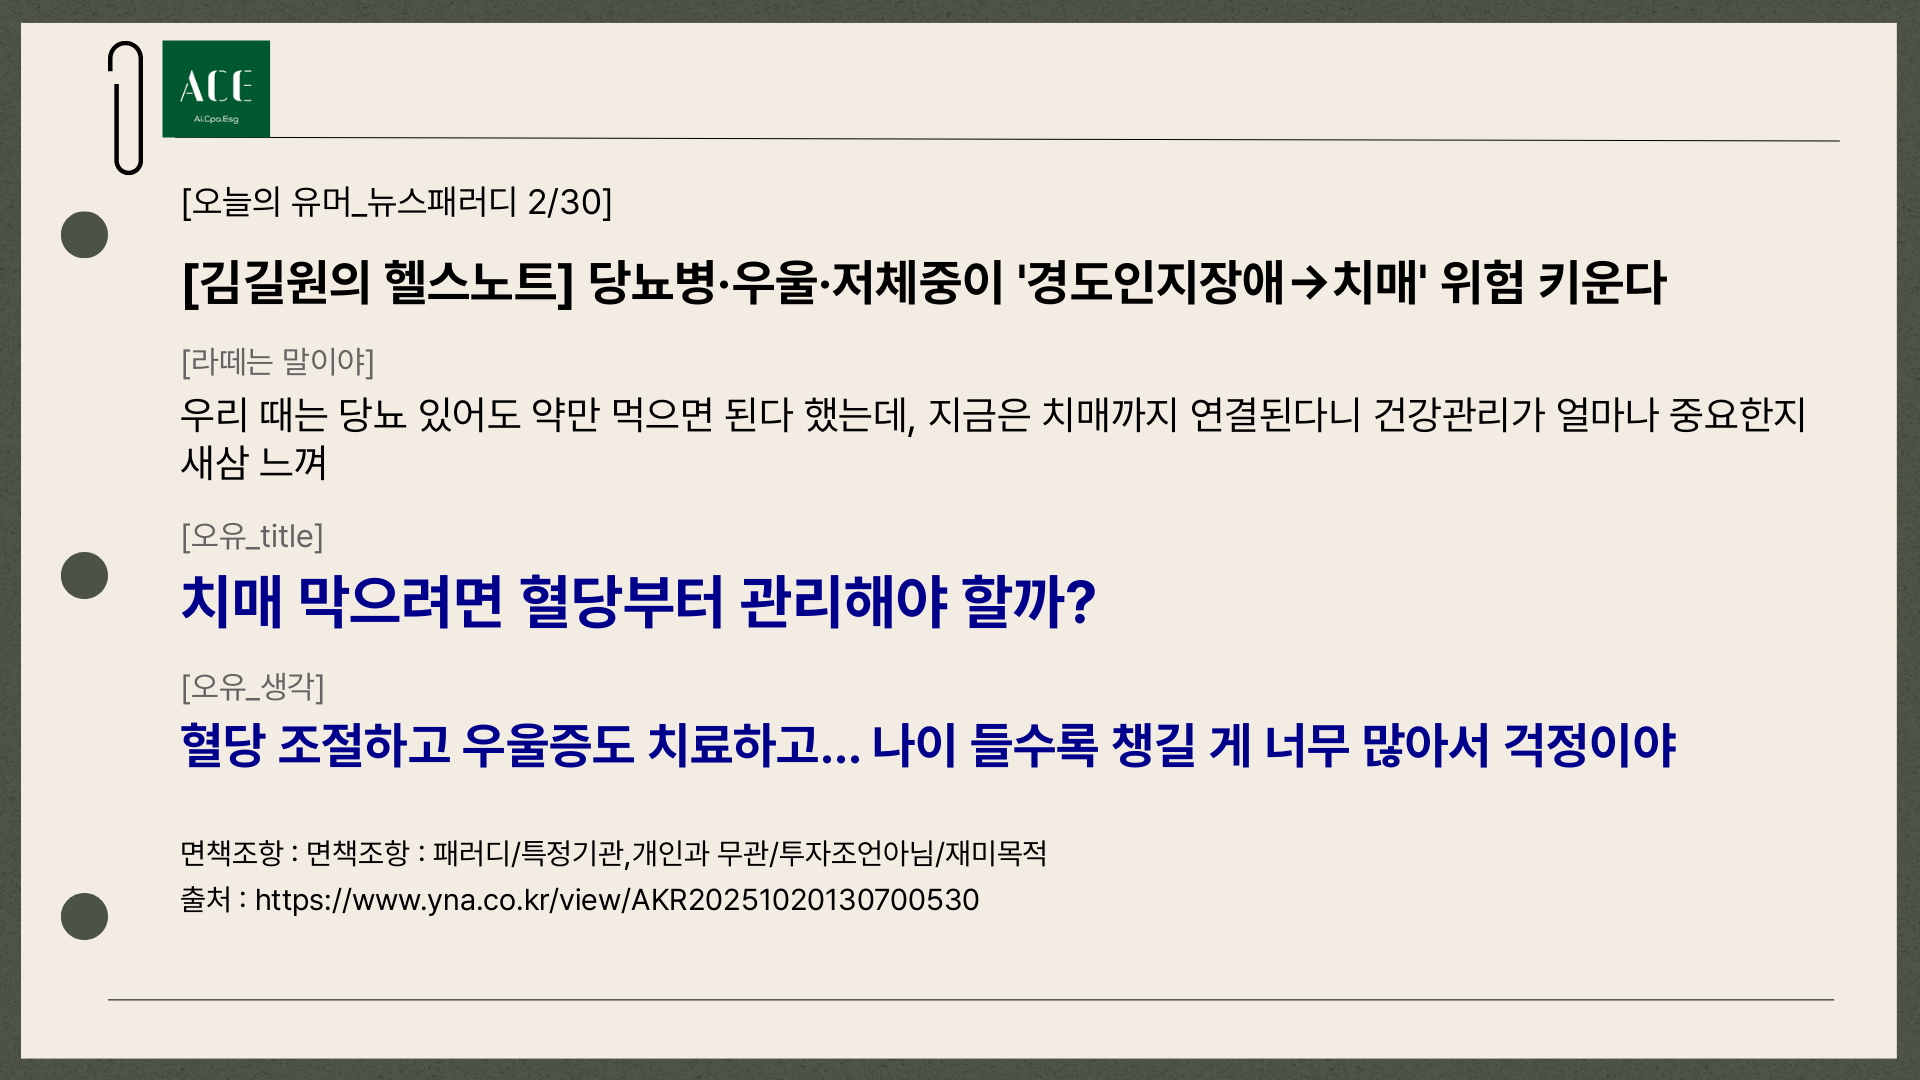 ACE
Ai.Cpa.Esg
[오늘의 유머_뉴스패러디 2/30]
[김길원의 헬스노트] 당뇨병·우울·저체중이 '경도인지장애→치매' 위험 키운다
[라떼는 말이야]
우리 때는 당뇨 있어도 약만 먹으면 된다 했는데, 지금은 치매까지 연결된다니 건강관리가 얼마나 중요한지
새삼 느껴
[오유_title]
치매 막으려면 혈당부터 관리해야 할까?
[오유_생각]
혈당 조절하고 우울증도 치료하고... 나이 들수록 챙길 게 너무 많아서 걱정이야
면책조항 : 면책조항 : 패러디/특정기관,개인과 무관/투자조언아님/재미목적
출처 : https://www.yna.co.kr/view/AKR20251020130700530